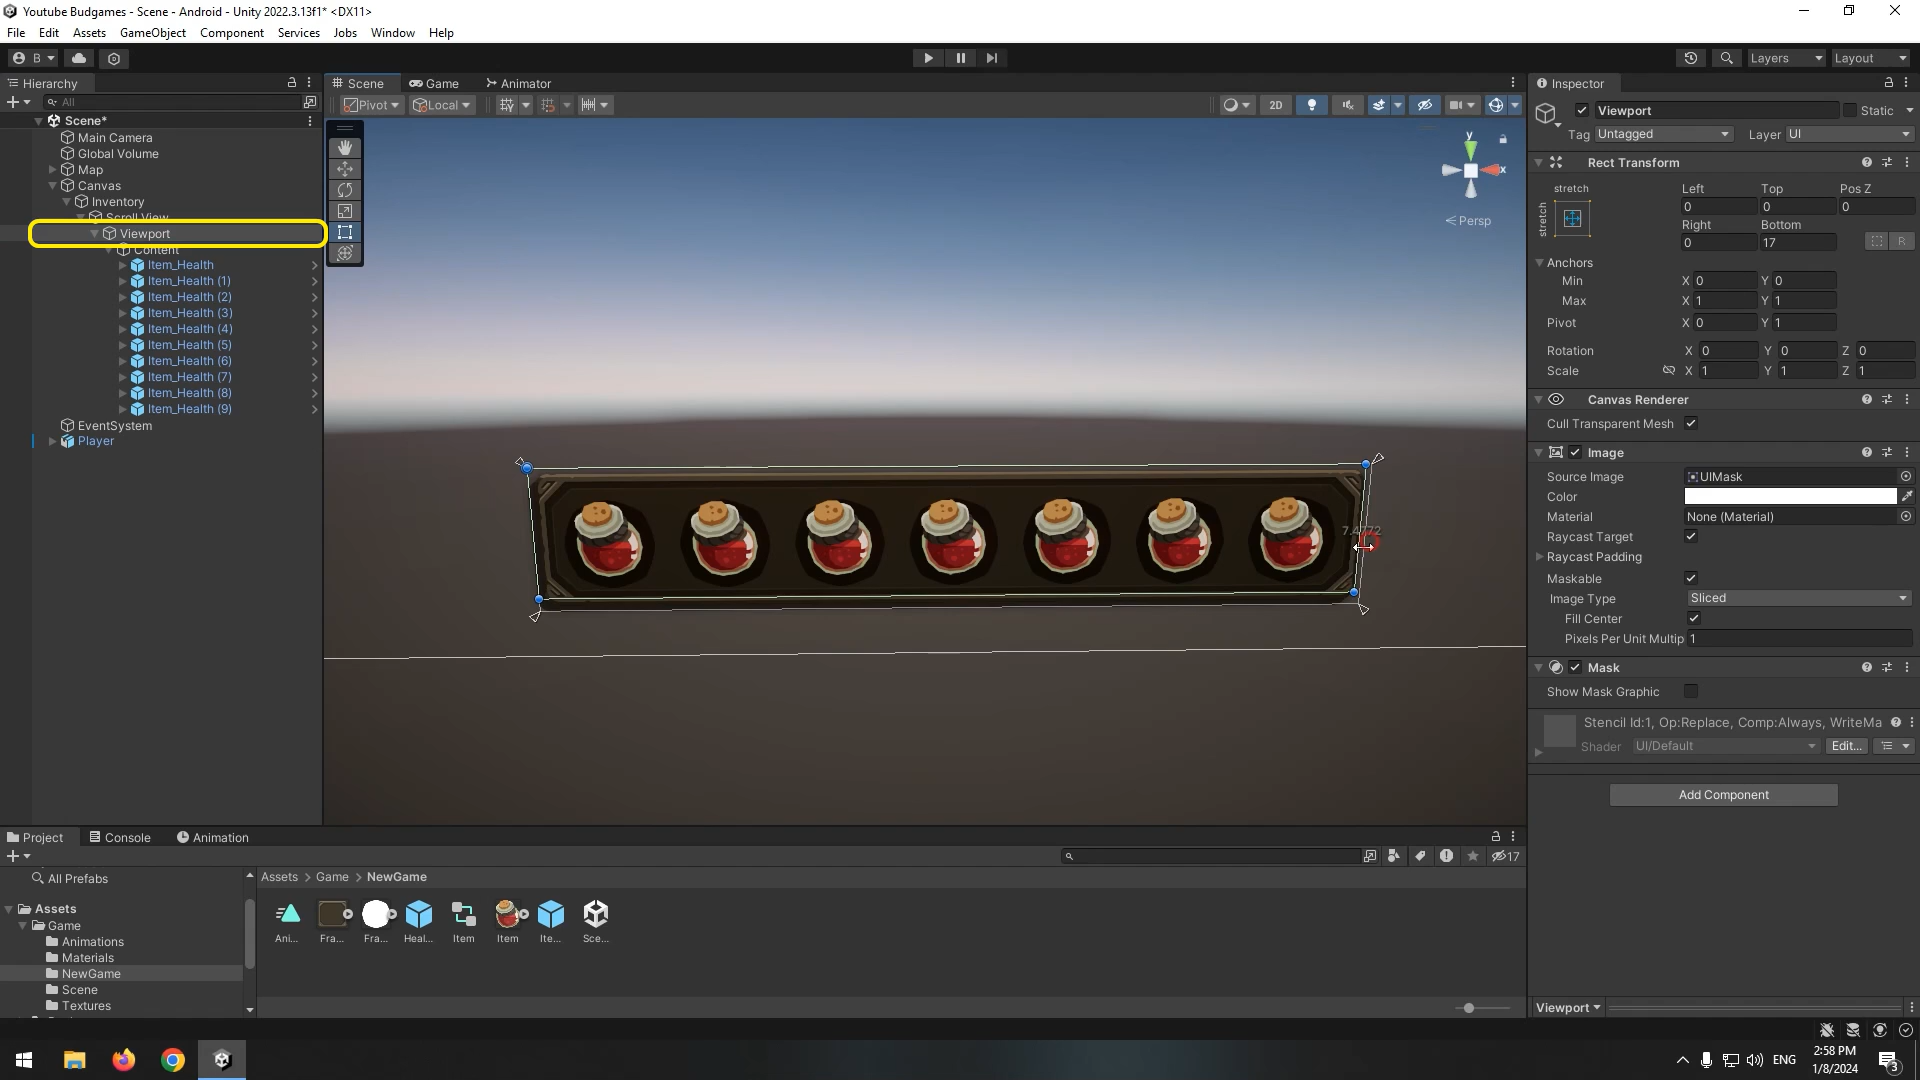 Youtube Budgames - Scene - Android - Unity 2022.3.13f1* <DX11>
File Edit Assets GameObject Component Services Jobs Window Help
B
Layers
Layout
Hierarchy
All
Scene*
Main Camera
Global Volume
Map
Canvas
Inventory
Scroll View
Viewport
Content
Item_Health
Item_Health (1)
Item_Health (2)
Item_Health (3)
Item_Health (4)
Item_Health (5)
Item_Health (6)
Item_Health (7)
Item_Health (8)
Item_Health (9)
EventSystem
Player
Scene Game Animator
Pivot Local
2D
y
x
Persp
Inspector
Viewport
Static
Tag Untagged Layer UI
Rect Transform
stretch
stretch
Left Top Pos Z
0 0 0
Right Bottom
0 17
R
Anchors
Min X 0 Y 0
Max X 1 Y 1
Pivot X 0 Y 1
Rotation X 0 Y 0 Z 0
Scale X 1 Y 1 Z 1
Canvas Renderer
Cull Transparent Mesh
Image
Source Image UIMask
Color
Material None (Material)
Raycast Target
Raycast Padding
Maskable
Image Type Sliced
Fill Center
Pixels Per Unit Multip 1
Mask
Show Mask Graphic
Stencil Id:1, Op:Replace, Comp:Always, WriteMa
Shader UI/Default Edit...
Add Component
Viewport
Project Console Animation
17
All Prefabs
Assets
Game
Animations
Materials
NewGame
Scene
Textures
Assets > Game > NewGame
Ani... Fra... Fra... Heal... Item Item Ite... Sce...
ENG
2:58 PM
1/8/2024
3